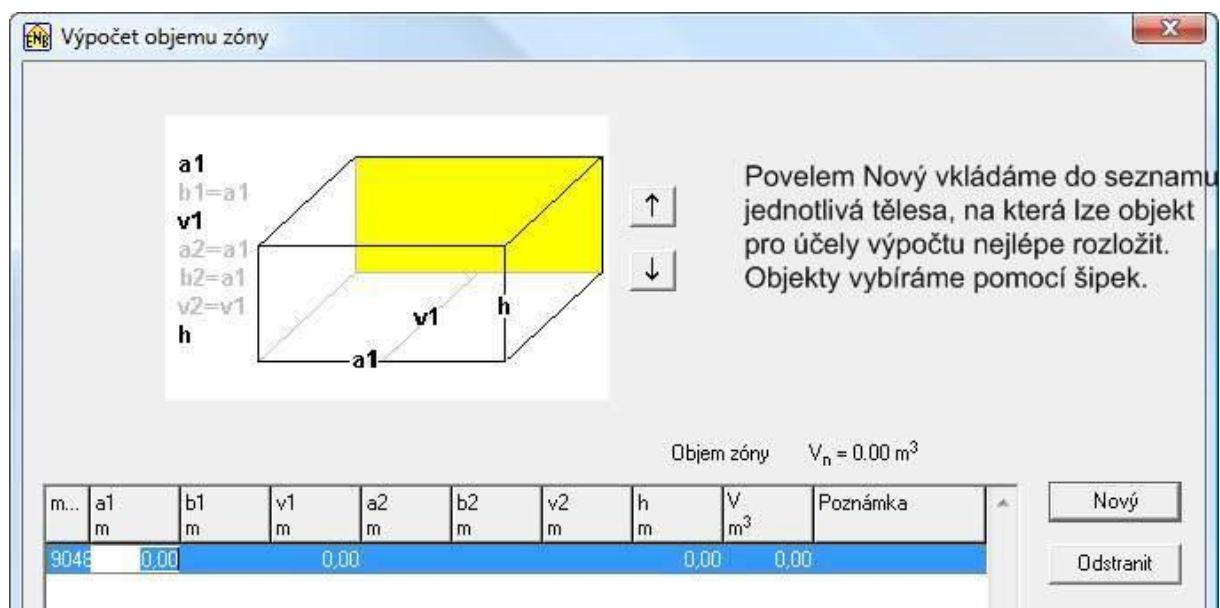 ENB Výpočet objemu zóny
a1
b1=a1
v1
a2=a1
b2=a1
v2=v1
h
v1
h
a1
↑
↓
Povelem Nový vkládáme do seznamu
jednotlivá tělesa, na která lze objekt
pro účely výpočtu nejlépe rozložit.
Objekty vybíráme pomocí šipek.
Objem zóny Vn = 0.00 m³
m... a1 b1 v1 a2 b2 v2 h V Poznámka
m m m m m m m m³
9048 0,00 0,00 0,00 0,00
Nový
Odstranit